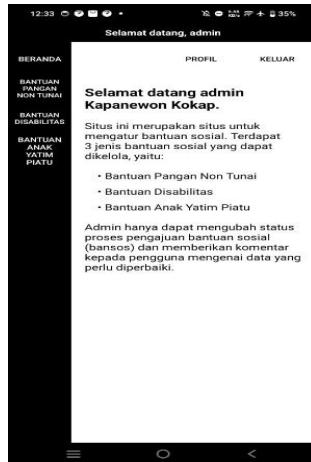 12:33
35%
Selamat datang, admin
BERANDA
PROFIL
KELUAR
BANTUAN
PANGAN
NON TUNAI
BANTUAN
DISABILITAS
BANTUAN
ANAK
YATIM
PIATU
Selamat datang admin
Kapanewon Kokap.
Situs ini merupakan situs untuk
mengatur bantuan sosial. Terdapat
3 jenis bantuan sosial yang dapat
dikelola, yaitu:
• Bantuan Pangan Non Tunai
• Bantuan Disabilitas
• Bantuan Anak Yatim Piatu
Admin hanya dapat mengubah status
proses pengajuan bantuan sosial
(bansos) dan memberikan komentar
kepada pengguna mengenai data yang
perlu diperbaiki.